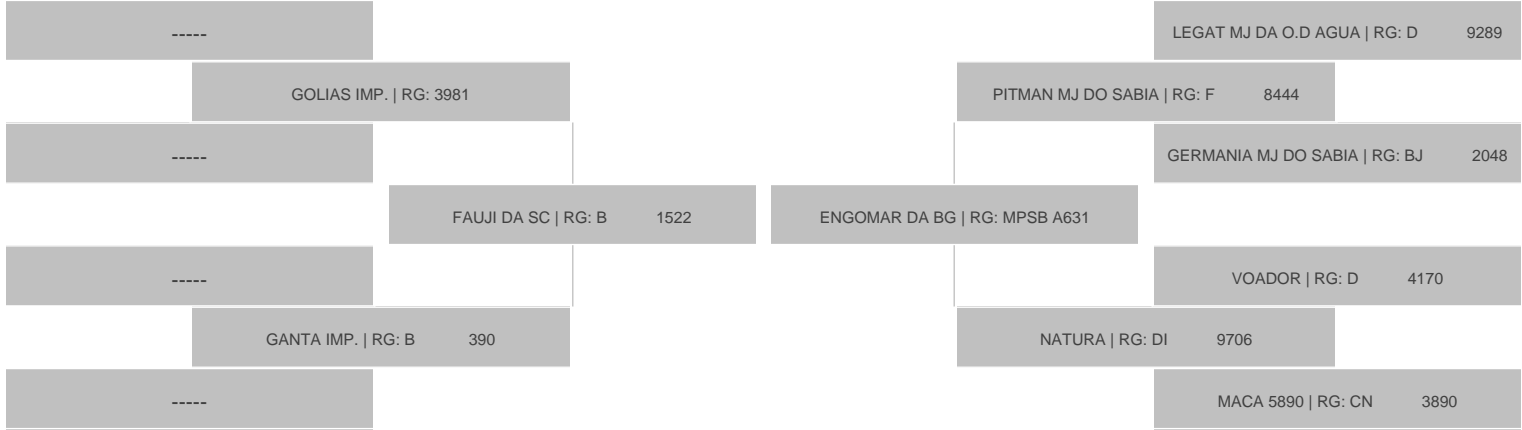 -----
LEGAT MJ DA O.D AGUA | RG: D 9289
GOLIAS IMP. | RG: 3981
PITMAN MJ DO SABIA | RG: F 8444
-----
GERMANIA MJ DO SABIA | RG: BJ 2048
FAUJI DA SC | RG: B 1522
ENGOMAR DA BG | RG: MPSB A631
-----
VOADOR | RG: D 4170
GANTA IMP. | RG: B 390
NATURA | RG: DI 9706
-----
MACA 5890 | RG: CN 3890